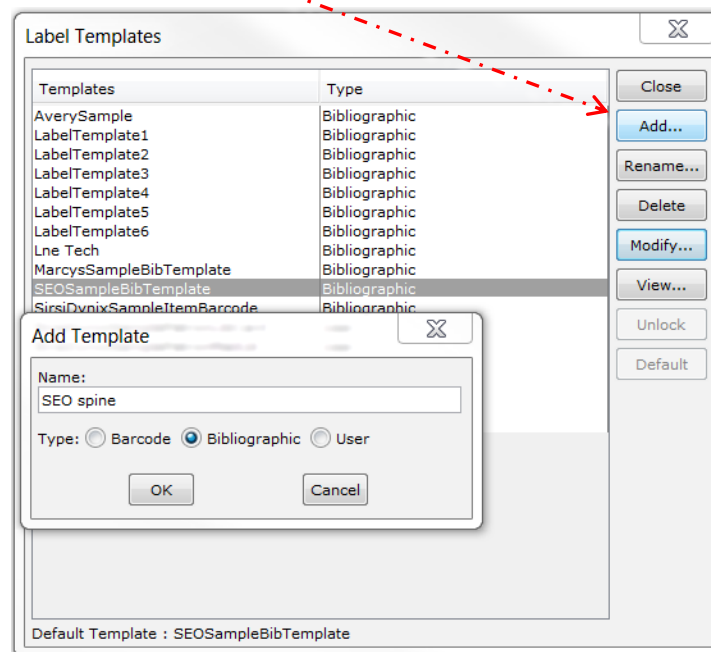 Label Templates
Templates Type
AverySample Bibliographic
LabelTemplate1 Bibliographic
LabelTemplate2 Bibliographic
LabelTemplate3 Bibliographic
LabelTemplate4 Bibliographic
LabelTemplate5 Bibliographic
LabelTemplate6 Bibliographic
Lne Tech Bibliographic
MarcysSampleBibTemplate Bibliographic
SEOSampleBibTemplate Bibliographic
SirsiDynixSampleItemBarcode Bibliographic
Close
Add...
Rename...
Delete
Modify...
View...
Unlock
Default
Add Template
Name:
SEO spine
Type: Barcode Bibliographic User
OK Cancel
Default Template : SEOSampleBibTemplate